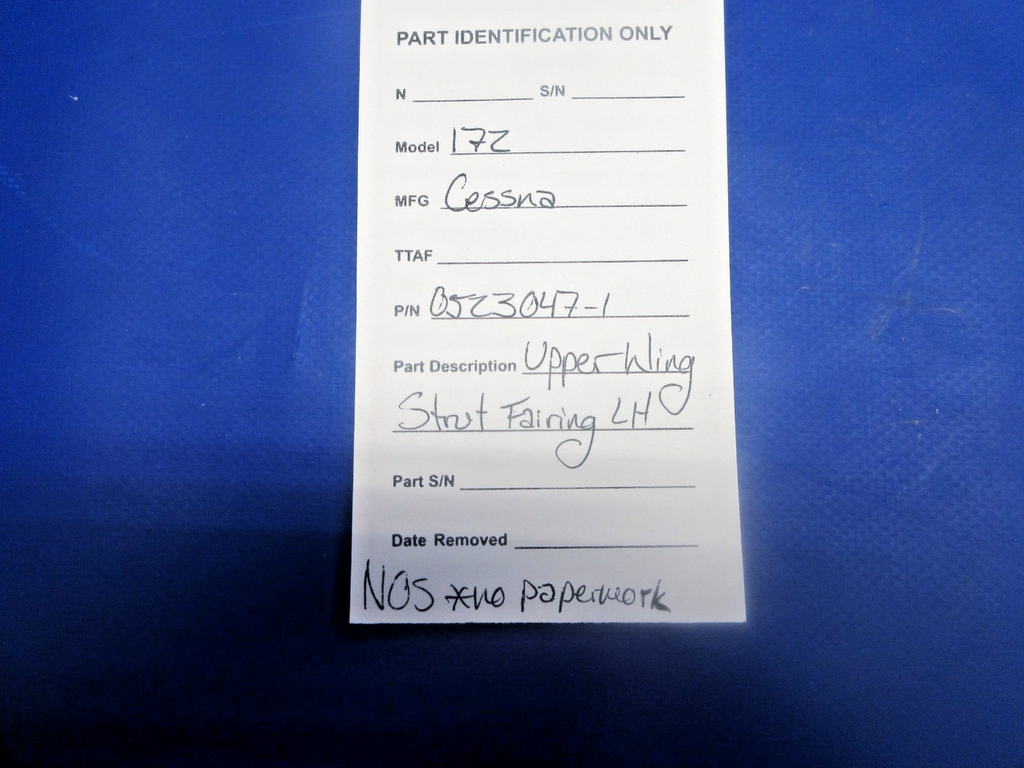 PART IDENTIFICATION ONLY
N S/N
Model 172
MFG Cessna
TTAF
P/N 0523047-1
Part Description Upper Wing
Strut Fairing LH
Part S/N
Date Removed
NOS *no paperwork